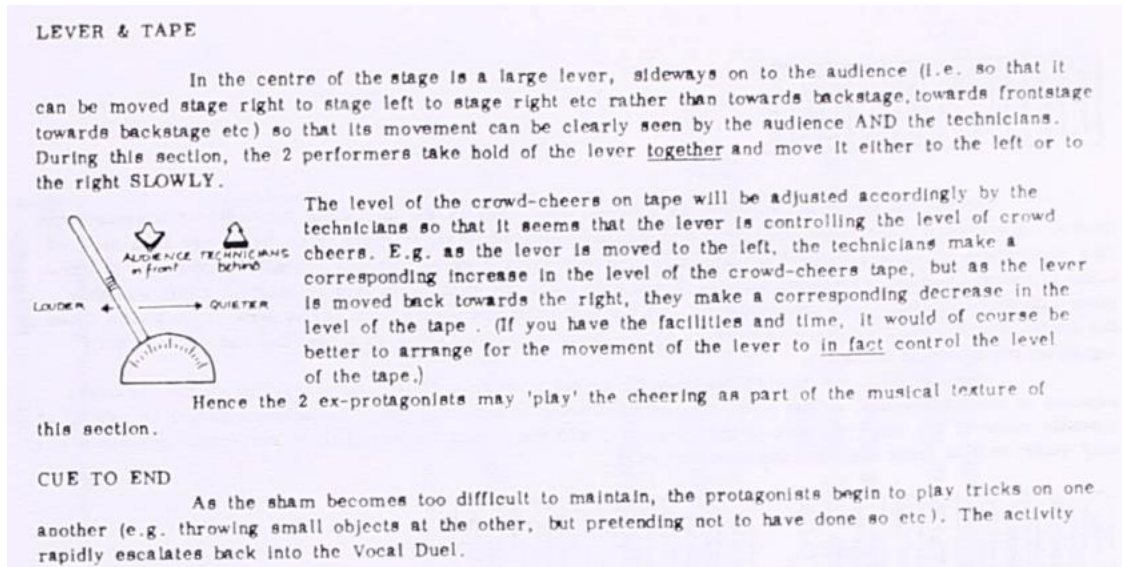 LEVER & TAPE
In the centre of the stage is a large lever, sideways on to the audience (i.e. so that it
can be moved stage right to stage left to stage right etc rather than towards backstage, towards frontstage
towards backstage etc) so that its movement can be clearly seen by the audience AND the technicians.
During this section, the 2 performers take hold of the lever together and move it either to the left or to
the right SLOWLY.
The level of the crowd-cheers on tape will be adjusted accordingly by the
technicians so that it seems that the lever is controlling the level of crowd
cheers. E.g. as the lever is moved to the left, the technicians make a
corresponding increase in the level of the crowd-cheers tape, but as the lever
is moved back towards the right, they make a corresponding decrease in the
level of the tape . (If you have the facilities and time, it would of course be
better to arrange for the movement of the lever to in fact control the level
of the tape.)
AUDIENCE TECHNICIANS
in front behind
LOUDER QUIETER
Hence the 2 ex-protagonists may 'play' the cheering as part of the musical texture of
this section.
CUE TO END
As the sham becomes too difficult to maintain, the protagonists begin to play tricks on one
another (e.g. throwing small objects at the other, but pretending not to have done so etc). The activity
rapidly escalates back into the Vocal Duel.